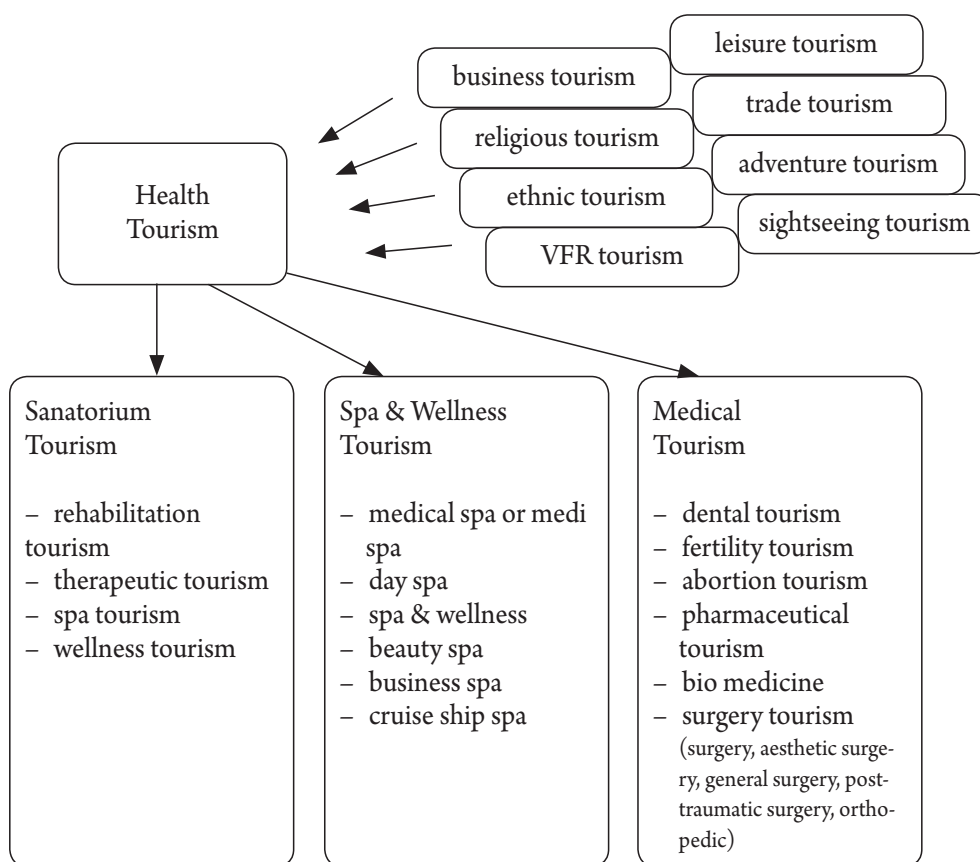 leisure tourism
business tourism
trade tourism
religious tourism
adventure tourism
ethnic tourism
sightseeing tourism
VFR tourism
Health
Tourism
Sanatorium
Tourism
– rehabilitation
tourism
– therapeutic tourism
– spa tourism
– wellness tourism
Spa & Wellness
Tourism
– medical spa or medi
spa
– day spa
– spa & wellness
– beauty spa
– business spa
– cruise ship spa
Medical
Tourism
– dental tourism
– fertility tourism
– abortion tourism
– pharmaceutical
tourism
– bio medicine
– surgery tourism
(surgery, aesthetic surge-
ry, general surgery, post-
traumatic surgery, ortho-
pedic)